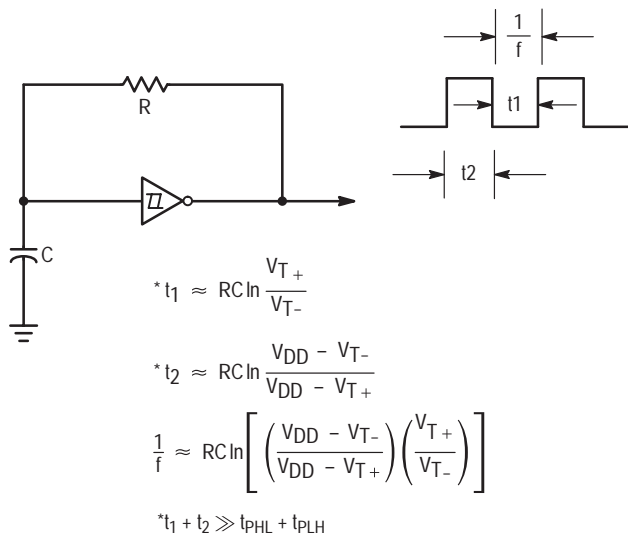 1
f
R
t1
t2
C
* t1 ≈ RC ln VT+ / VT−
* t2 ≈ RC ln VDD − VT− / VDD − VT+
1/f ≈ RC ln [ ( VDD − VT− / VDD − VT+ ) ( VT+ / VT− ) ]
*t1 + t2 ≫ tPHL + tPLH